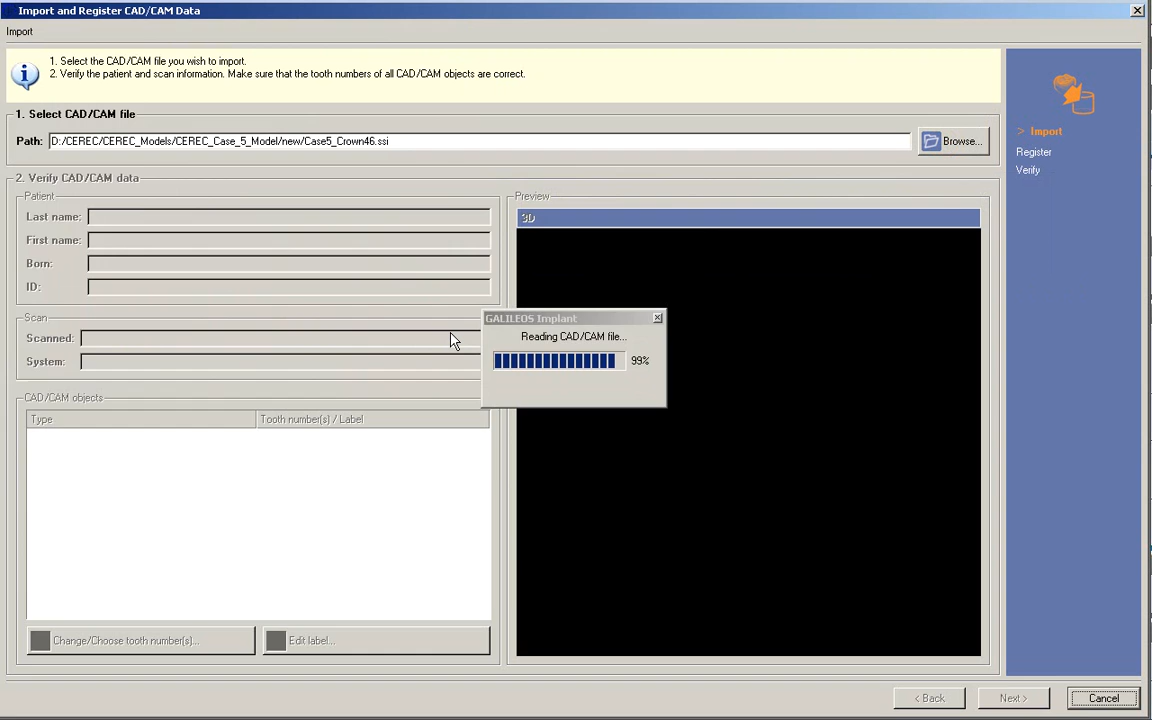 Import and Register CAD/CAM Data
Import
1. Select the CAD/CAM file you wish to import.
2. Verify the patient and scan information. Make sure that the tooth numbers of all CAD/CAM objects are correct.
1. Select CAD/CAM file
Path: D:/CEREC/CEREC_Models/CEREC_Case_5_Model/new/Case5_Crown46.ssi
Browse...
> Import
Register
Verify
2. Verify CAD/CAM data
Patient
Last name:
First name:
Born:
ID:
Scan
Scanned:
System:
CAD/CAM objects
Type
Tooth number(s) / Label
Change/Choose tooth number(s)...
Edit label...
Preview
3D
GALILEOS Implant
Reading CAD/CAM file...
99%
< Back
Next >
Cancel